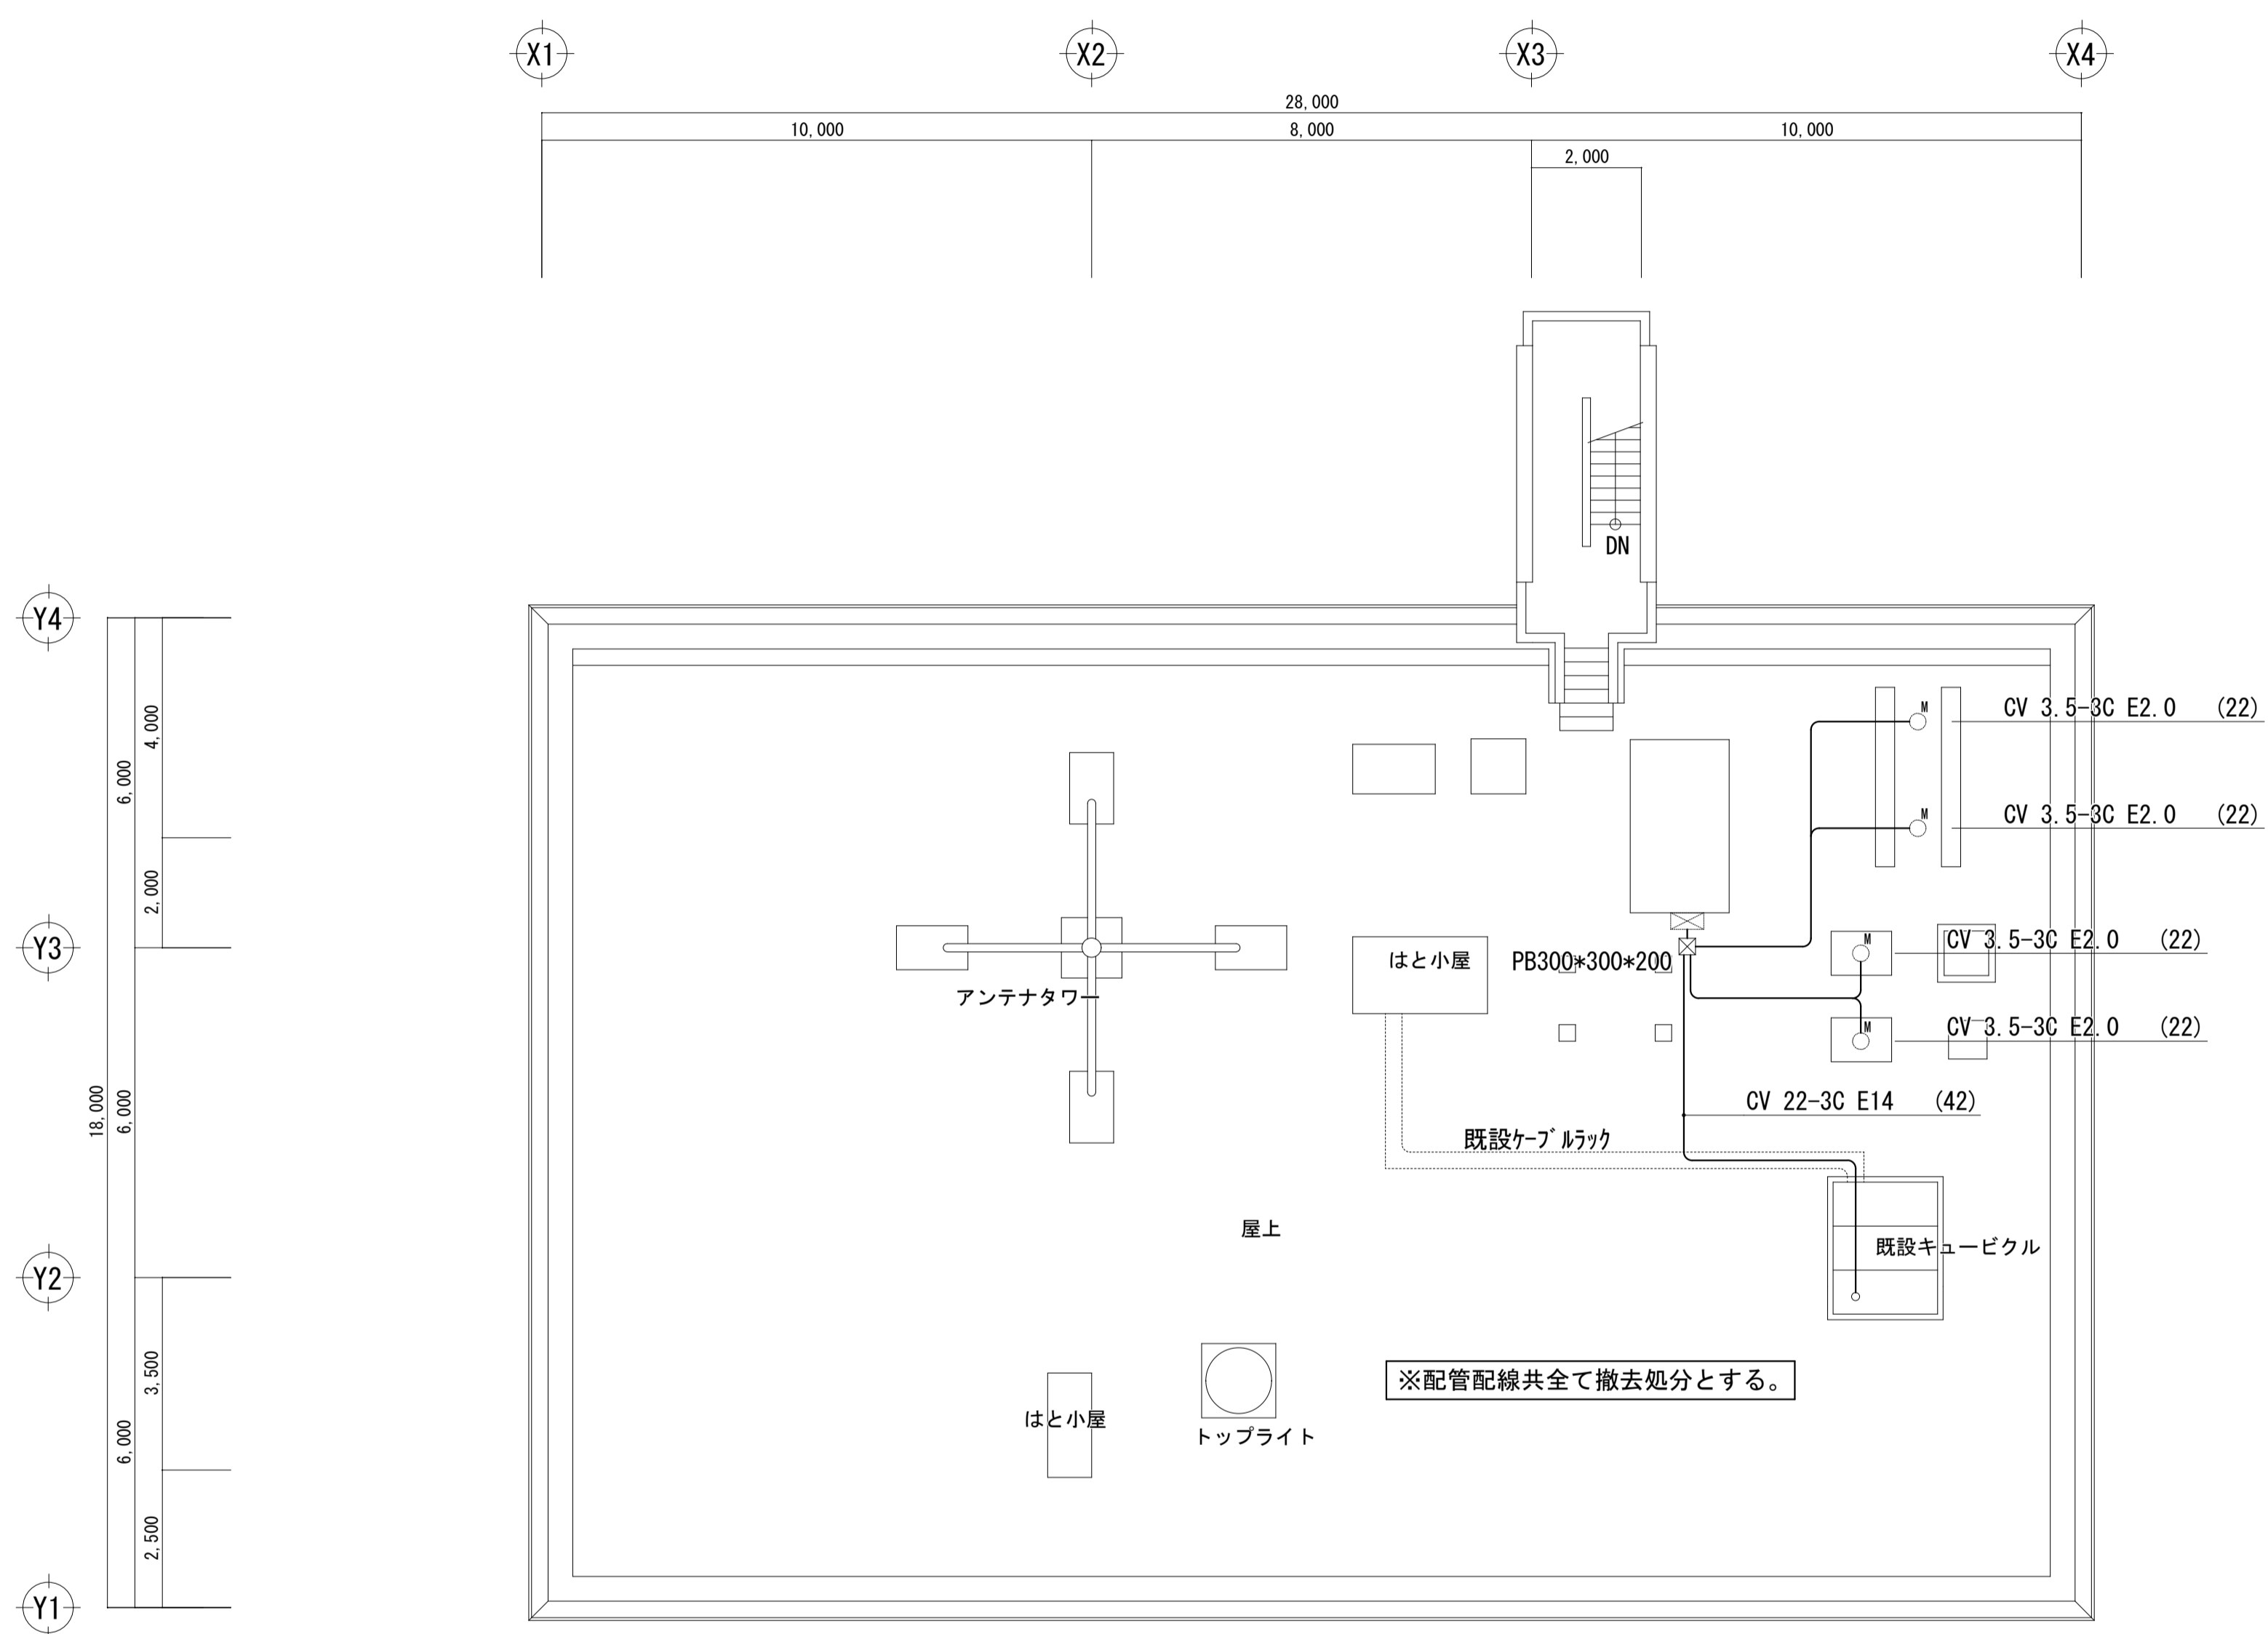 X1
X2
X3
X4
28,000
10,000
8,000
10,000
2,000
DN
Y4
Y3
Y2
Y1
18,000
6,000
6,000
6,000
4,000
2,000
3,500
2,500
M
CV 3.5-3C E2.0 (22)
M
CV 3.5-3C E2.0 (22)
M
CV 3.5-3C E2.0 (22)
はと小屋
PB300*300*200
アンテナタワー
M
CV 3.5-3C E2.0 (22)
CV 22-3C E14 (42)
既設ｹｰﾌﾞﾙﾗｯｸ
屋上
既設キュービクル
※配管配線共全て撤去処分とする。
はと小屋
トップライト